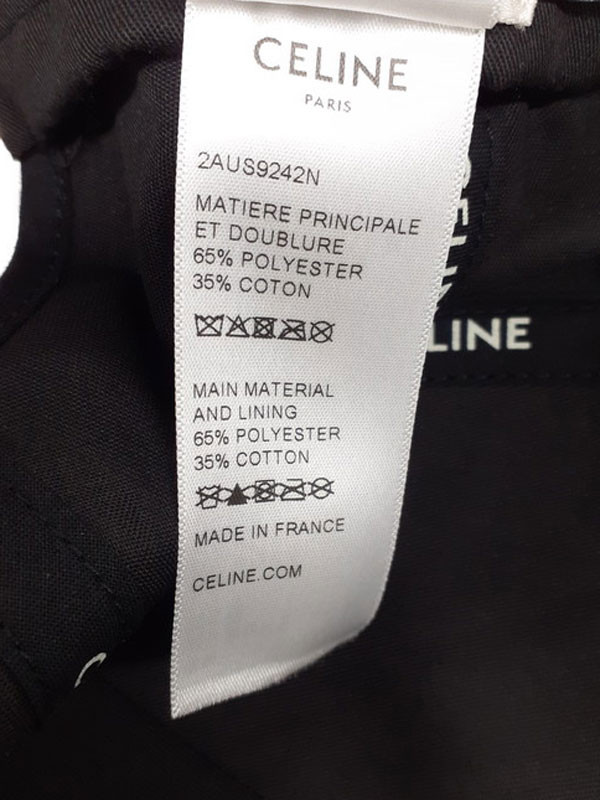 CELINE
PARIS
2AUS9242N
MATIERE PRINCIPALE
ET DOUBLURE
65% POLYESTER
35% COTON
MAIN MATERIAL
AND LINING
65% POLYESTER
35% COTTON
MADE IN FRANCE
CELINE.COM
LINE